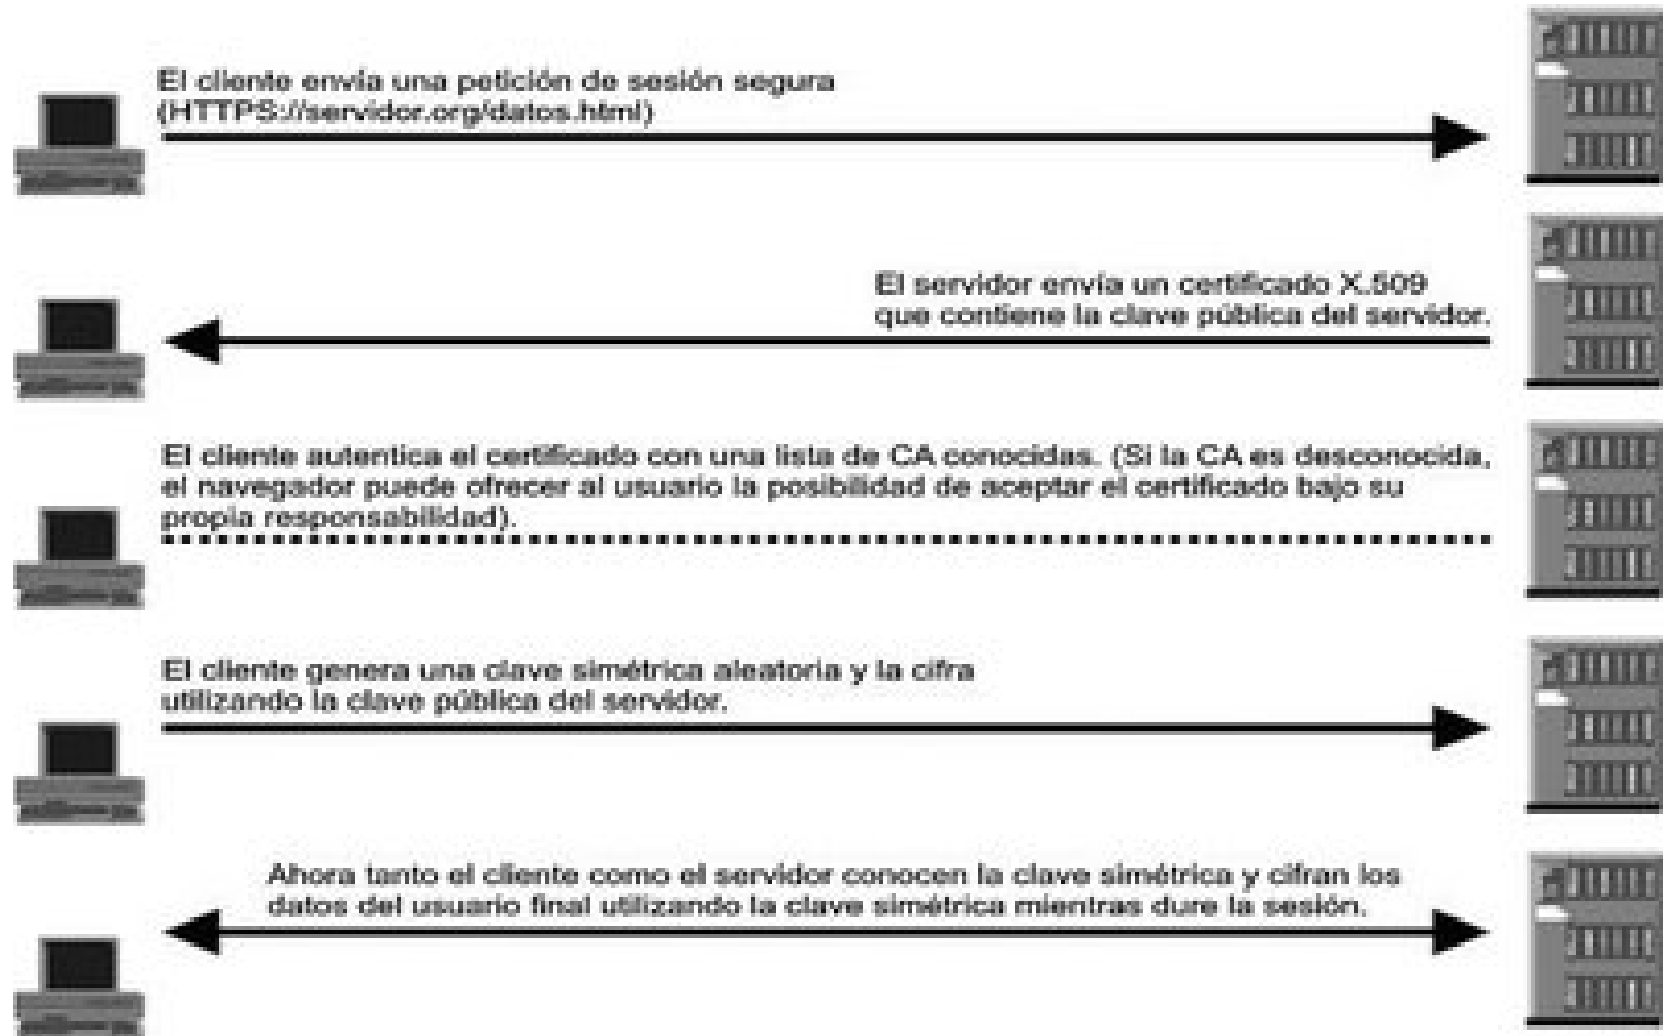 El cliente envía una petición de sesión segura
(HTTPS://servidor.org/datos.html)
El servidor envía un certificado X.509
que contiene la clave pública del servidor.
El cliente autentica el certificado con una lista de CA conocidas. (Si la CA es desconocida,
el navegador puede ofrecer al usuario la posibilidad de aceptar el certificado bajo su
propia responsabilidad).
El cliente genera una clave simétrica aleatoria y la cifra
utilizando la clave pública del servidor.
Ahora tanto el cliente como el servidor conocen la clave simétrica y cifran los
datos del usuario final utilizando la clave simétrica mientras dure la sesión.